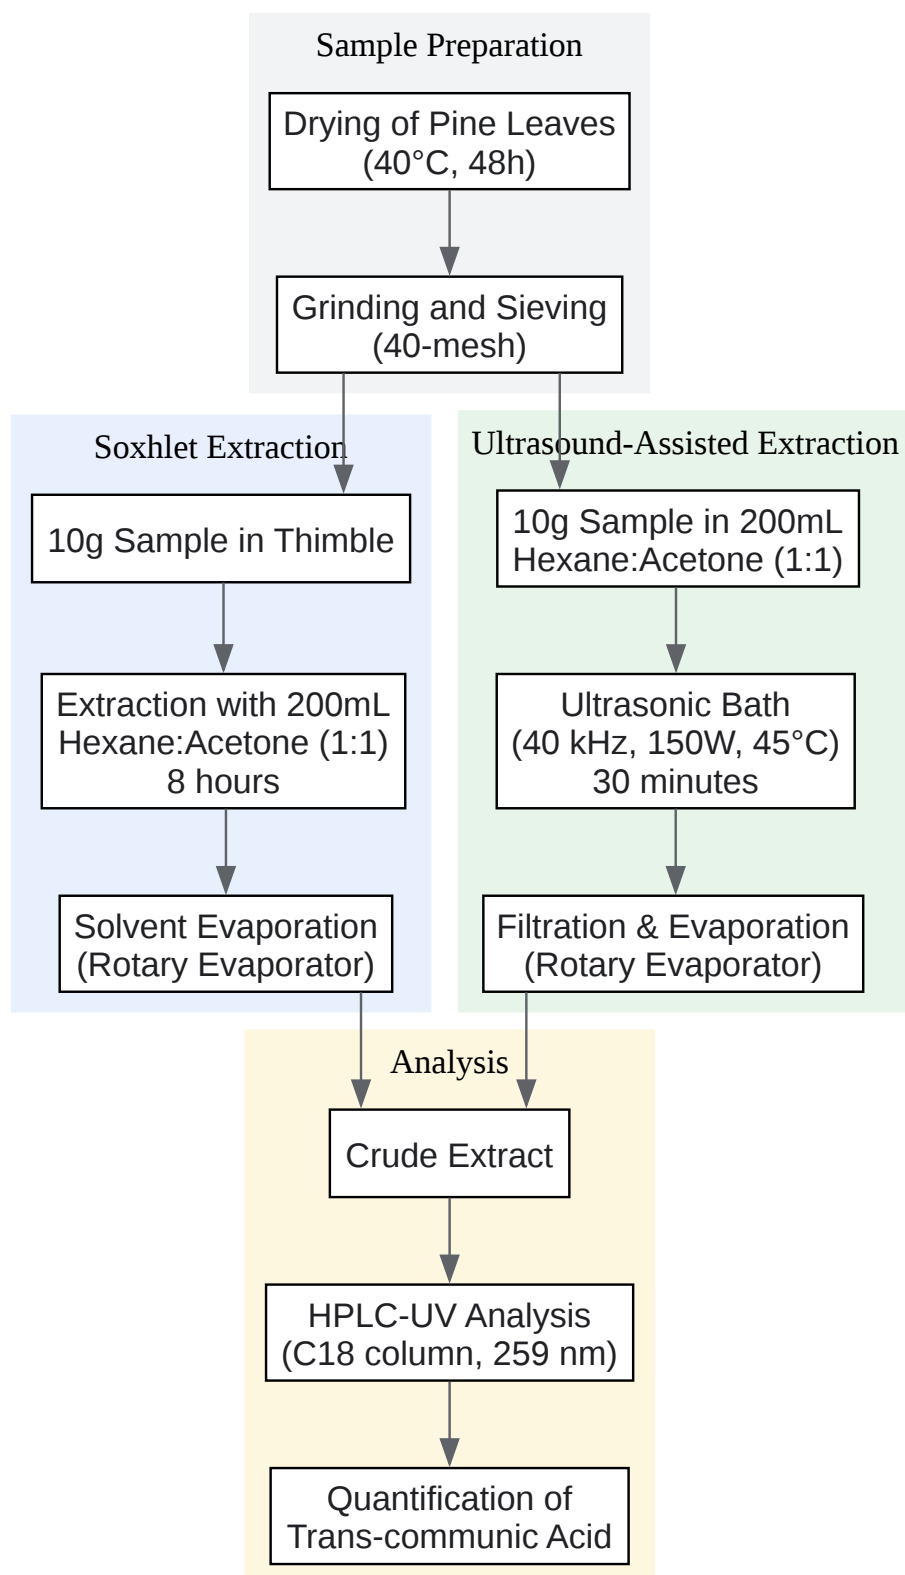 Sample Preparation
Drying of Pine Leaves
(40°C, 48h)
Grinding and Sieving
(40-mesh)
Soxhlet Extraction
10g Sample in Thimble
Extraction with 200mL
Hexane:Acetone (1:1)
8 hours
Solvent Evaporation
(Rotary Evaporator)
Ultrasound-Assisted Extraction
10g Sample in 200mL
Hexane:Acetone (1:1)
Ultrasonic Bath
(40 kHz, 150W, 45°C)
30 minutes
Filtration & Evaporation
(Rotary Evaporator)
Analysis
Crude Extract
HPLC-UV Analysis
(C18 column, 259 nm)
Quantification of
Trans-communic Acid